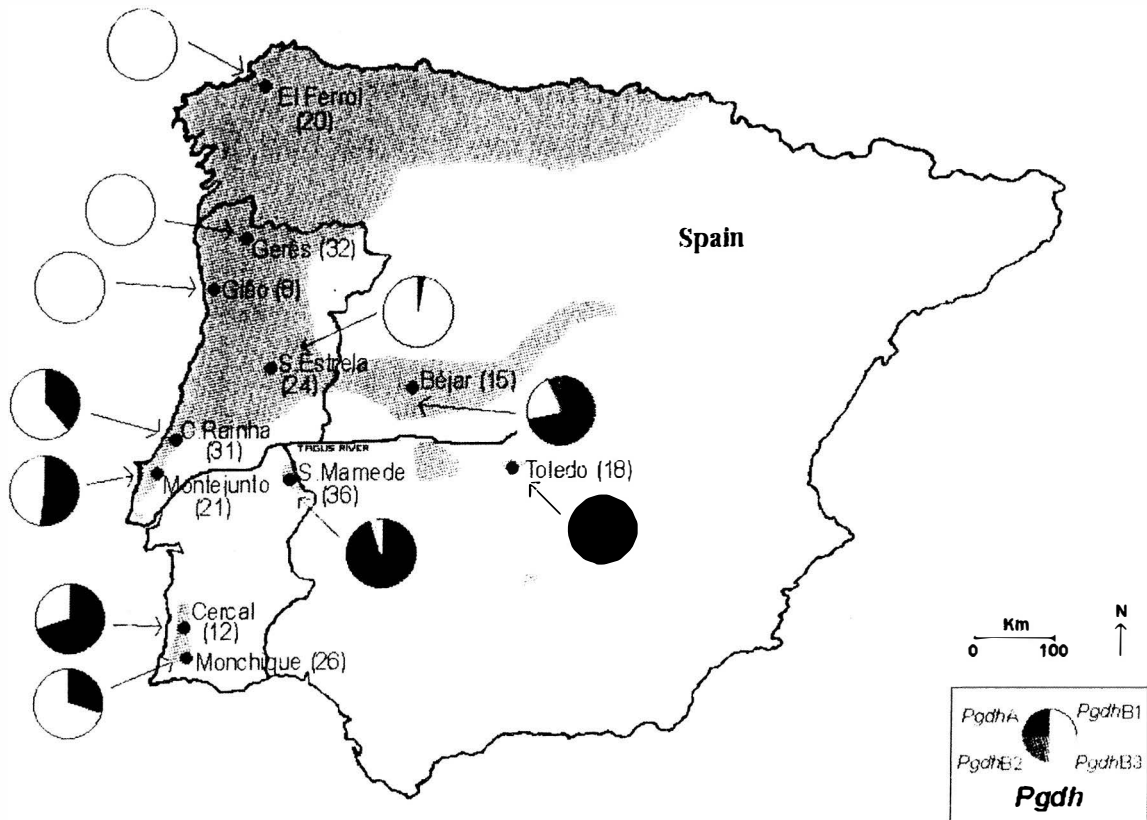 El Ferrol
(20)
Spain
Gerês (32)
Gião (8)
S.Estrela
(24)
Béjar (15)
C.Rainha
(31)
TAGUS RIVER
Montejunto
(21)
S.Mamede
(36)
Toledo (18)
Cercal
(12)
Monchique (26)
Km
0 100
N
PgdhA PgdhB1
PgdhB2 PgdhB3
Pgdh